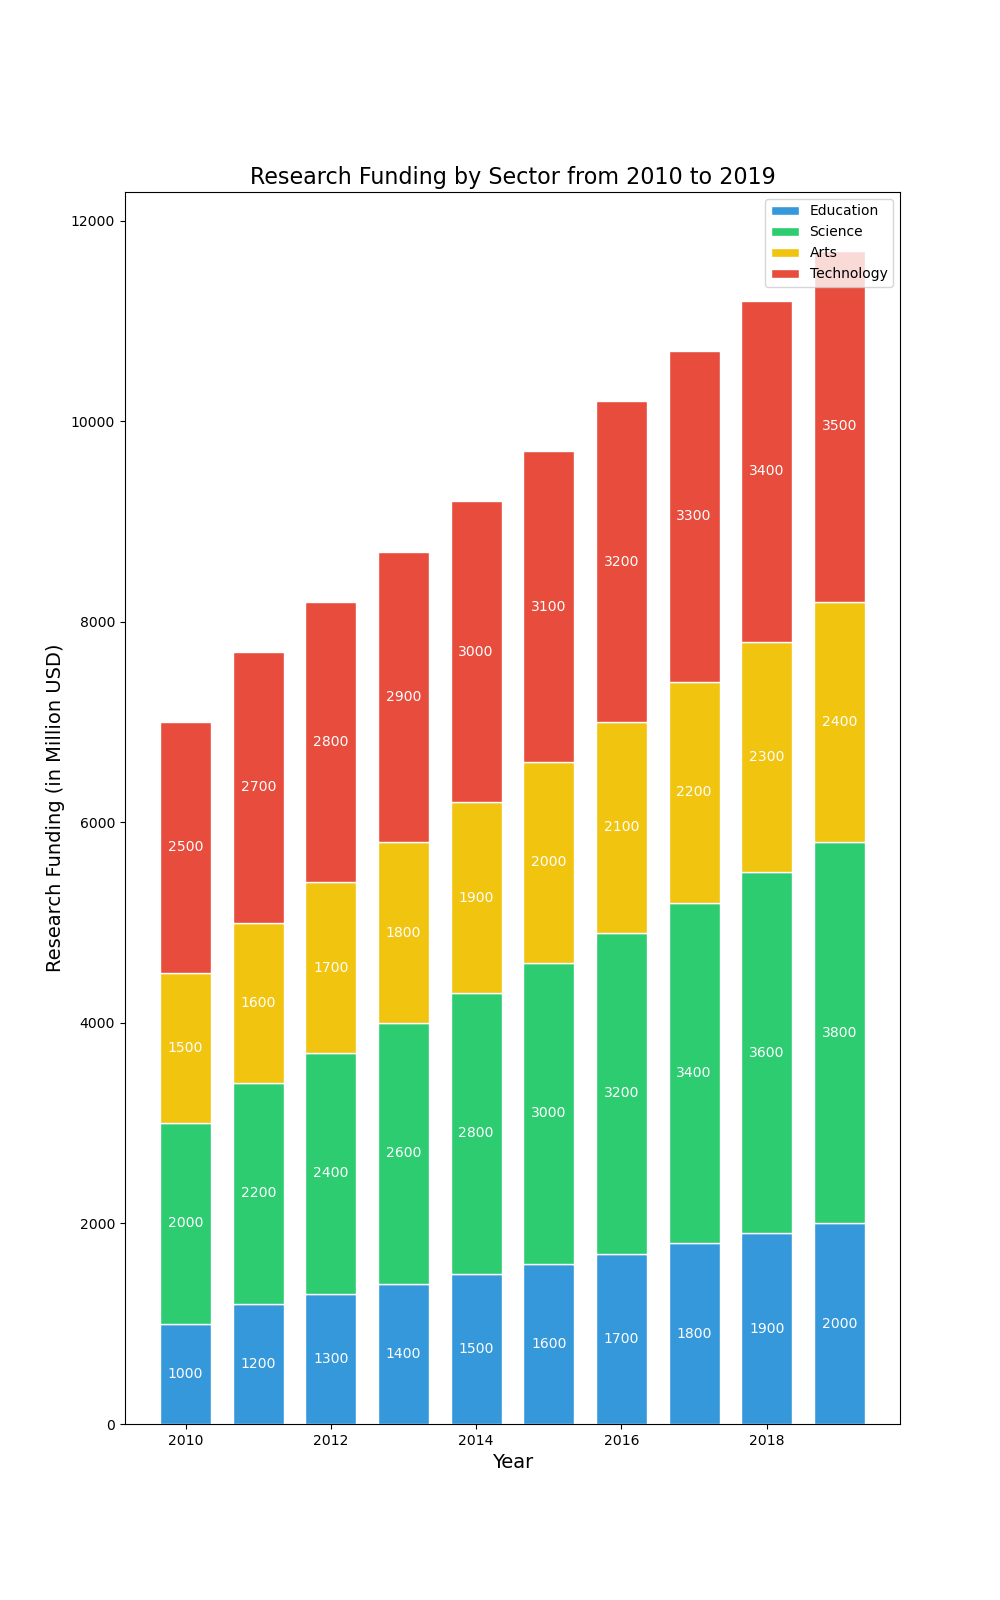 Research Funding by Sector from 2010 to 2019
Education
Science
Arts
Technology
Research Funding (in Million USD)
12000
10000
8000
6000
4000
2000
0
2500 2700 2800 2900 3000 3100 3200 3300 3400 3500
1500 1600 1700 1800 1900 2000 2100 2200 2300 2400
2000 2200 2400 2600 2800 3000 3200 3400 3600 3800
1000 1200 1300 1400 1500 1600 1700 1800 1900 2000
2010 2012 2014 2016 2018
Year